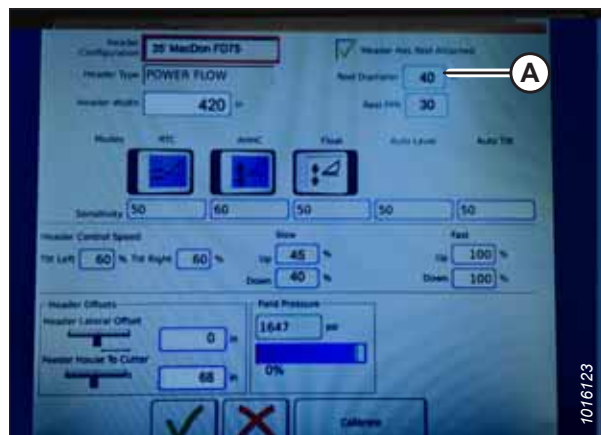 Header
Configuration 35' MacDon FD75 Header Has Reel Attached
Header Type POWER FLOW Reel Diameter 40 A
Header Width 420 in Reel PPR 30
Modes RTC AHHC Float Auto Level Auto Tilt
Sensitivity 50 60 50 50 50
Header Control Speed Slow Fast
Tilt Left 60 % Tilt Right 60 % Up 45 % Up 100 %
Down 40 % Down 100 %
Header Offsets Field Pressure
Header Lateral Offset 1647 psi
0 in
Feeder House To Cutter 0%
68 in
Calibrate
1016123